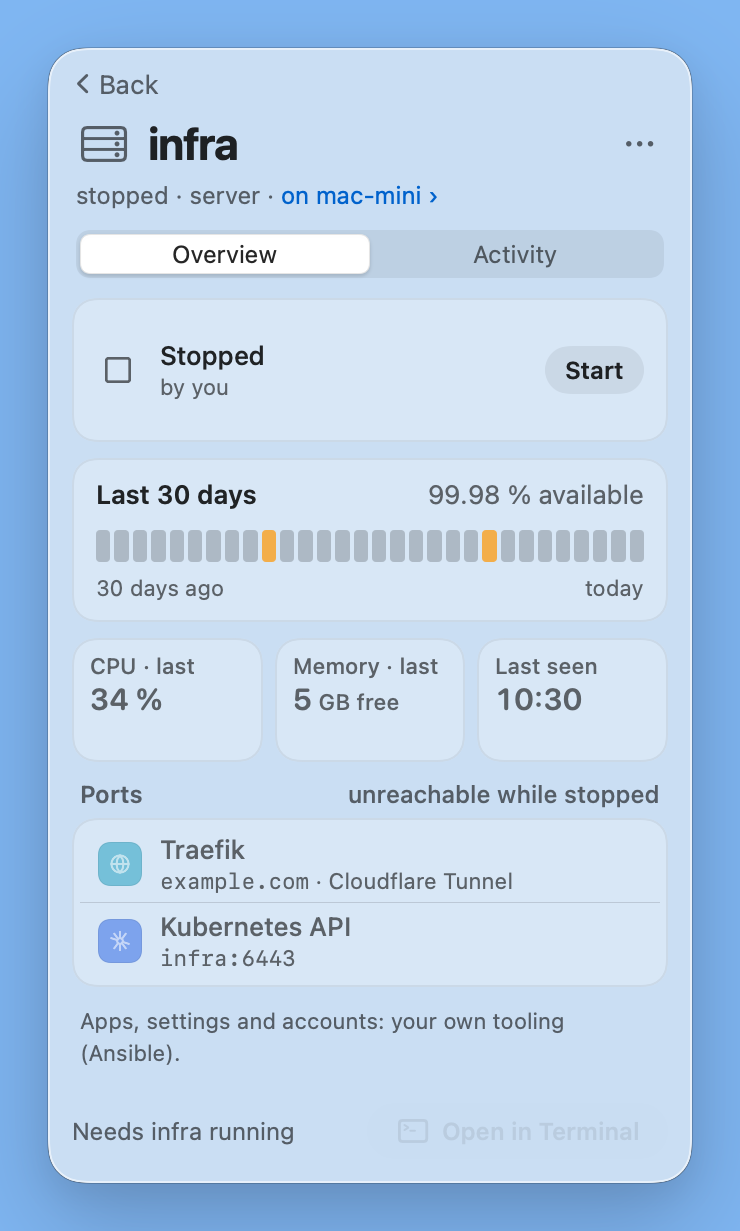 Back
infra
stopped · server · on mac-mini ›
Overview
Activity
Stopped
by you
Start
Last 30 days
99.98 % available
30 days ago
today
CPU · last
34 %
Memory · last
5 GB free
Last seen
10:30
Ports
unreachable while stopped
Traefik
example.com · Cloudflare Tunnel
Kubernetes API
infra:6443
Apps, settings and accounts: your own tooling
(Ansible).
Needs infra running
Open in Terminal